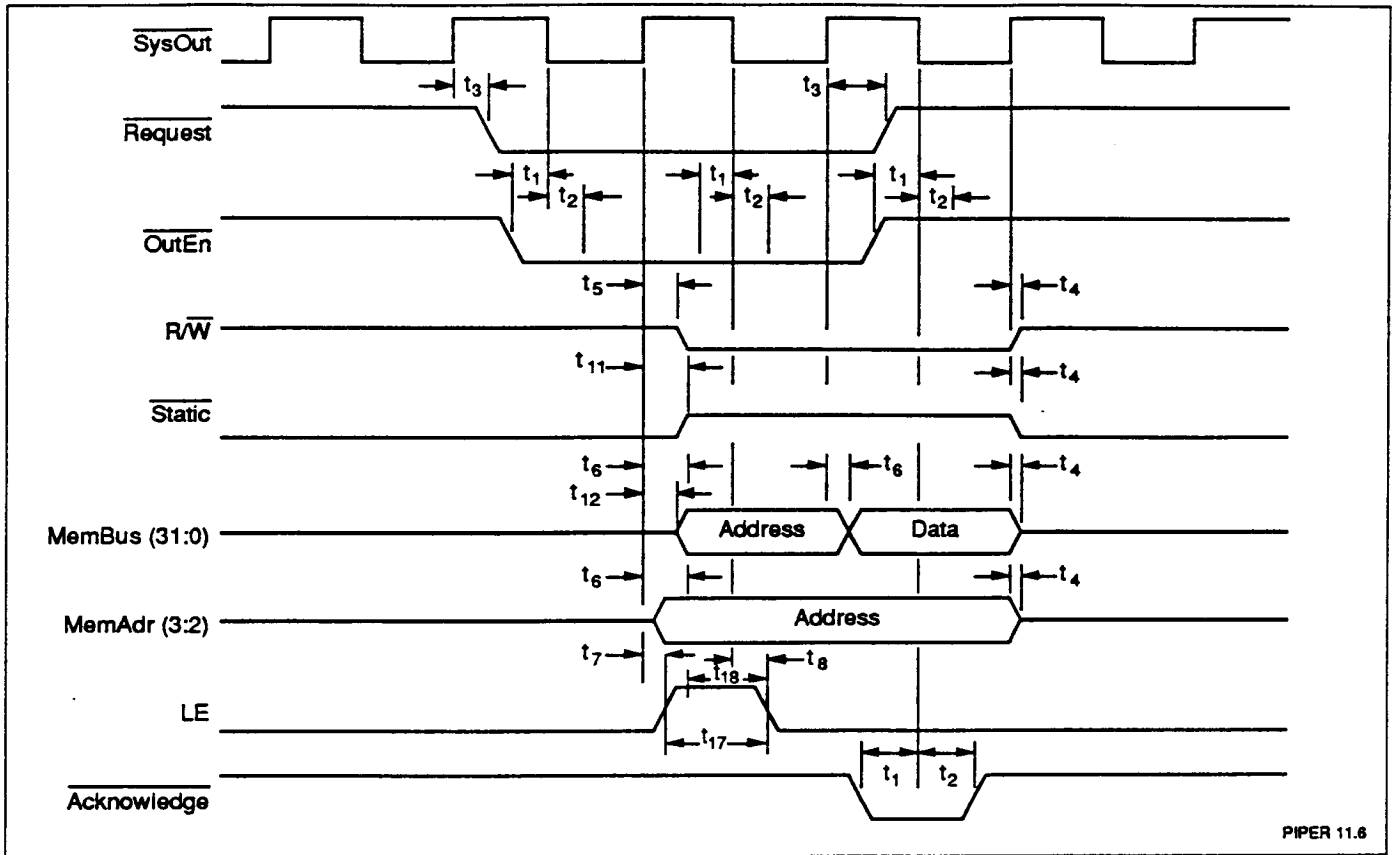 SysOut
t3 t3
Request
t1 t1 t1
t2 t2 t2
OutEn
t5 t4
R/W
t11 t4
Static
t6 t6 t4
t12
MemBus (31:0) Address Data
t6 t4
MemAdr (3:2) Address
t7 t8
t18
LE
t17
t1 t2
Acknowledge
PIPER 11.6